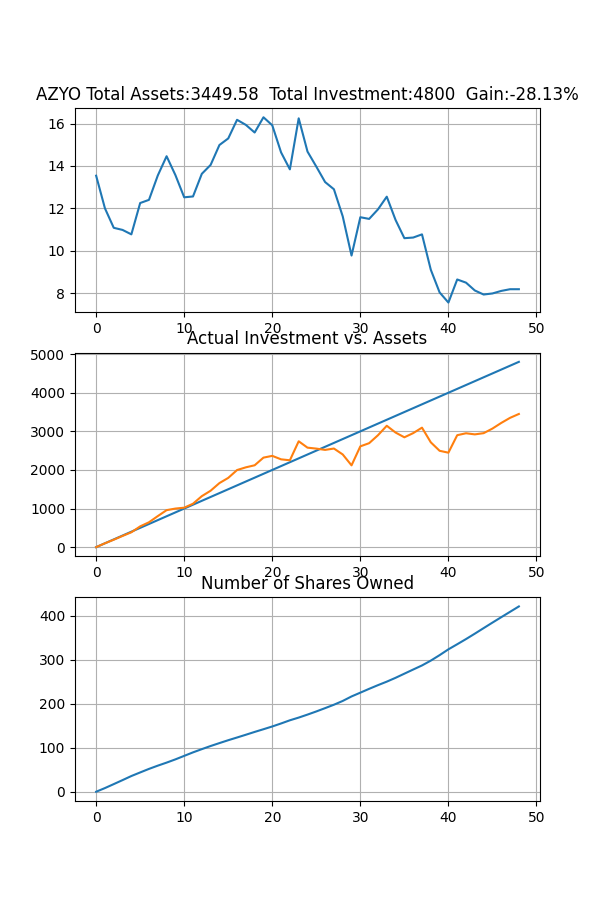 AZYO Total Assets:3449.58  Total Investment:4800  Gain:-28.13%
16
14
12
10
8
0 10 20 30 40 50
Actual Investment vs. Assets
5000
4000
3000
2000
1000
0
0 10 20 30 40 50
Number of Shares Owned
400
300
200
100
0
0 10 20 30 40 50